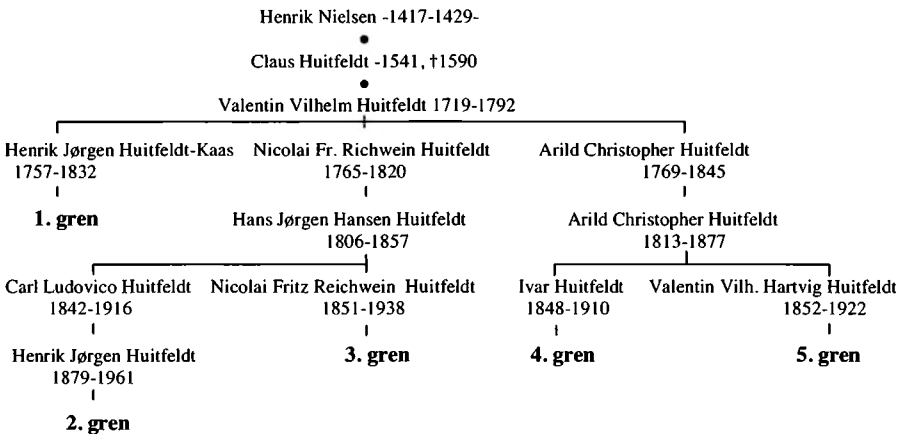 Henrik Nielsen -1417-1429-
Claus Huitfeldt -1541, †1590
Valentin Vilhelm Huitfeldt 1719-1792
Henrik Jørgen Huitfeldt-Kaas Nicolai Fr. Richwein Huitfeldt Arild Christopher Huitfeldt
1757-1832 1765-1820 1769-1845
1. gren Hans Jørgen Hansen Huitfeldt Arild Christopher Huitfeldt
1806-1857 1813-1877
Carl Ludovico Huitfeldt Nicolai Fritz Reichwein Huitfeldt Ivar Huitfeldt Valentin Vilh. Hartvig Huitfeldt
1842-1916 1851-1938 1848-1910 1852-1922
Henrik Jørgen Huitfeldt 3. gren 4. gren 5. gren
1879-1961
2. gren